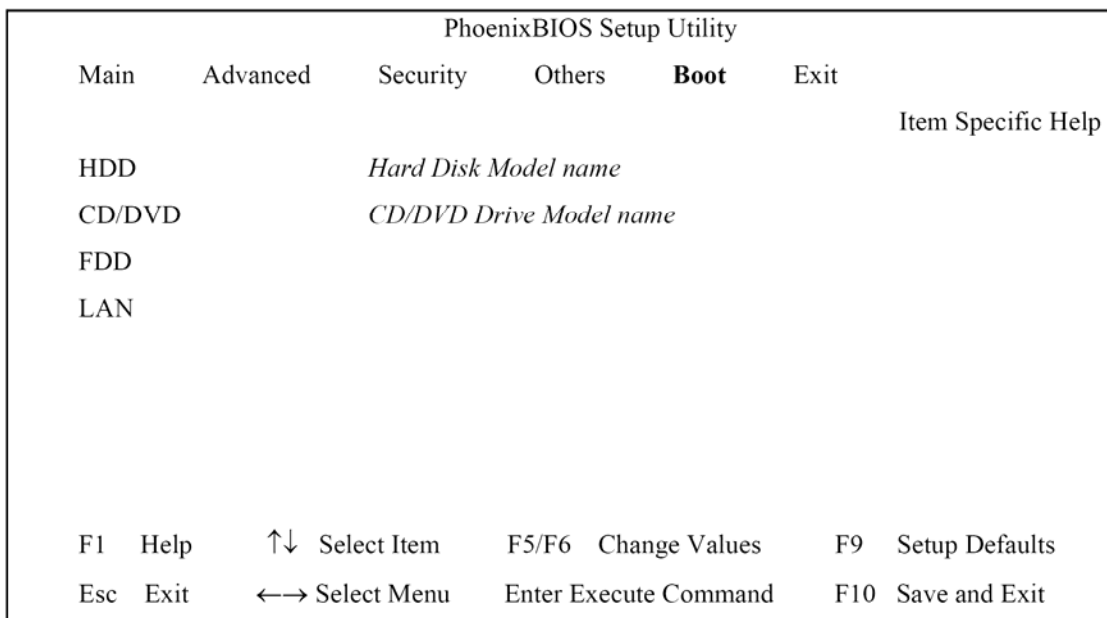 PhoenixBIOS Setup Utility
Main Advanced Security Others Boot Exit
Item Specific Help
HDD Hard Disk Model name
CD/DVD CD/DVD Drive Model name
FDD
LAN
F1 Help ↑↓ Select Item F5/F6 Change Values F9 Setup Defaults
Esc Exit ←→ Select Menu Enter Execute Command F10 Save and Exit